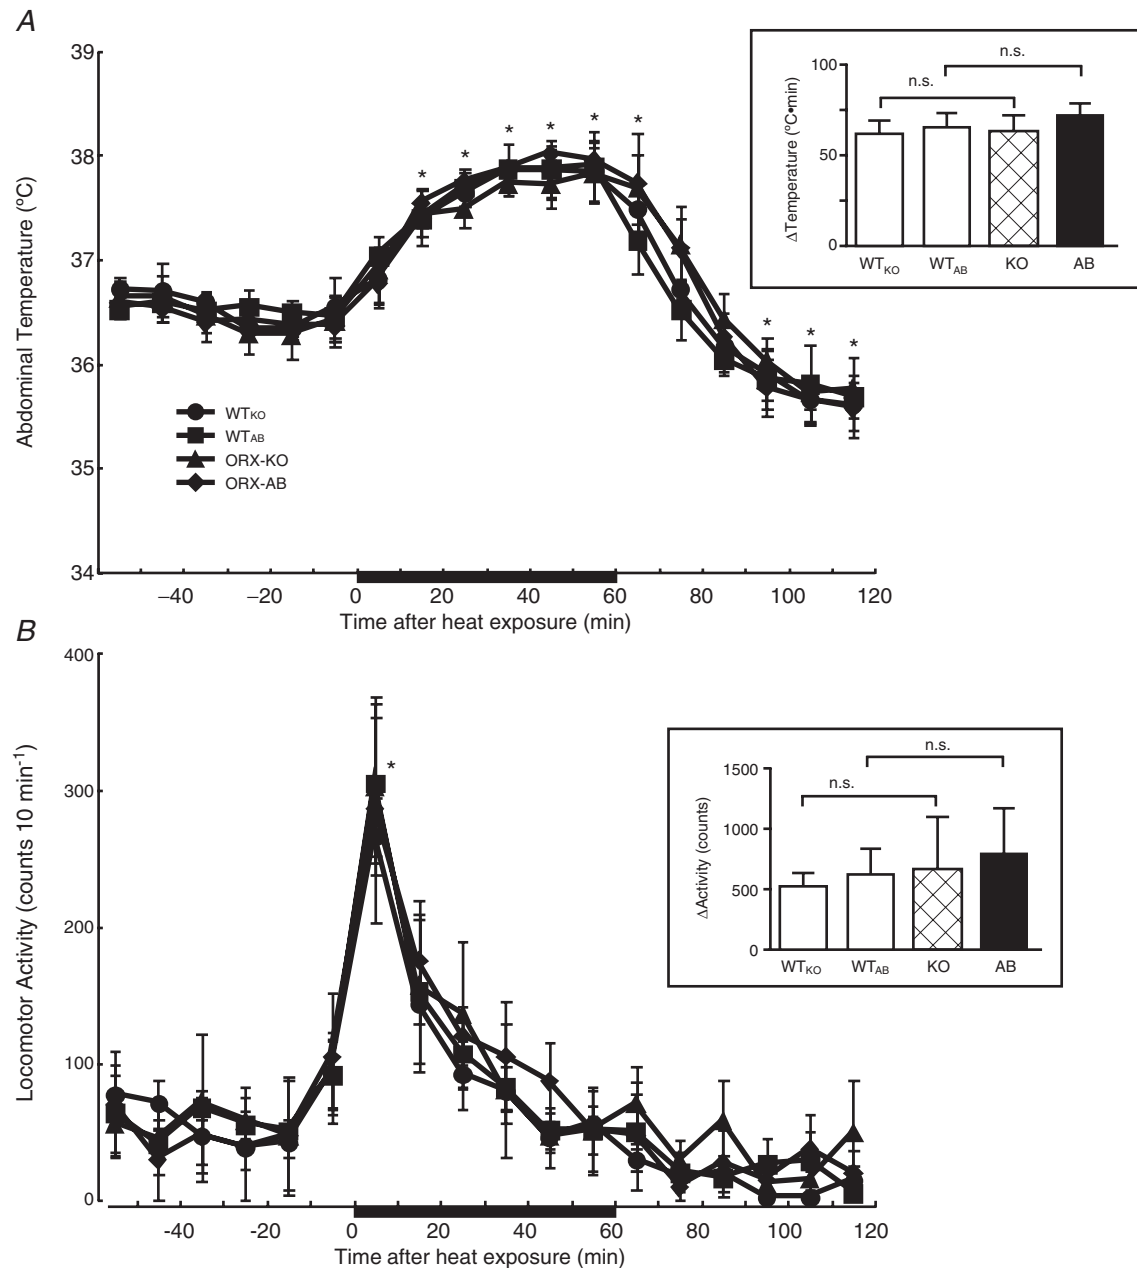 A
39
38
37
36
35
34
Abdominal Temperature (ºC)
* * * * * * * * *
WTKO
WTAB
ORX-KO
ORX-AB
−40 −20 0 20 40 60 80 100 120
Time after heat exposure (min)
n.s.
n.s.
100
50
0
ΔTemperature (ºC•min)
WTKO WTAB KO AB
B
400
300
200
100
0
Locomotor Activity (counts 10 min-1)
*
-40 -20 0 20 40 60 80 100 120
Time after heat exposure (min)
n.s.
n.s.
1500
1000
500
0
ΔActivity (counts)
WTKO WTAB KO AB